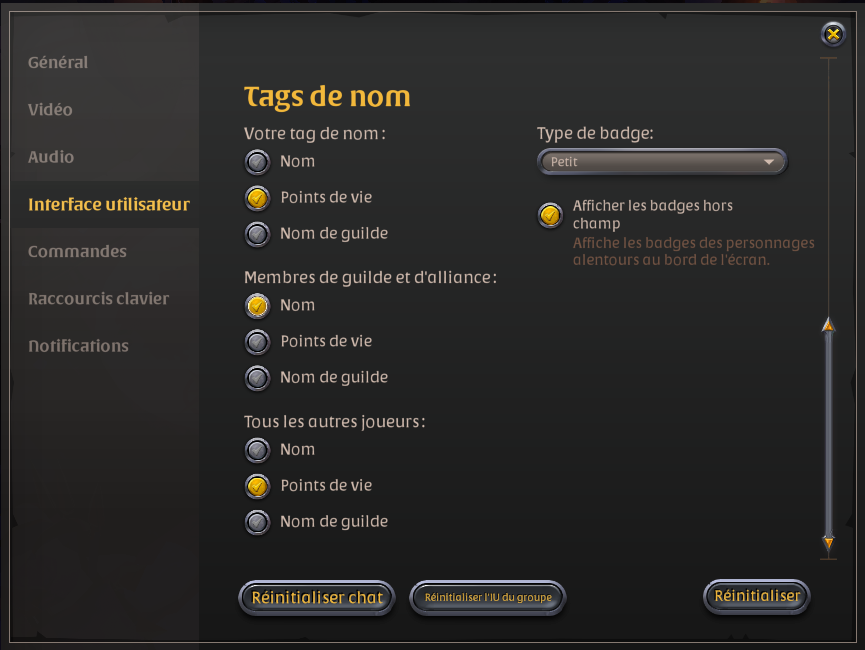 Général
Vidéo
Audio
Interface utilisateur
Commandes
Raccourcis clavier
Notifications
Tags de nom
Votre tag de nom :
Nom
Points de vie
Nom de guilde
Membres de guilde et d'alliance :
Nom
Points de vie
Nom de guilde
Tous les autres joueurs :
Nom
Points de vie
Nom de guilde
Type de badge:
Petit
Afficher les badges hors
champ
Affiche les badges des personnages
alentours au bord de l'écran.
Réinitialiser chat
Réinitialiser l'IU du groupe
Réinitialiser